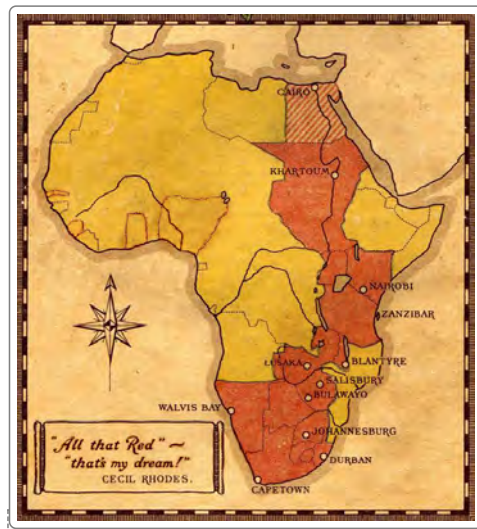 CAIRO
KHARTOUM
NAIROBI
ZANZIBAR
LUSAKA
BLANTYRE
SALISBURY
BULAWAYO
WALVIS BAY
JOHANNESBURG
DURBAN
CAPETOWN
"All that Red" ~
"that's my dream!"
CECIL RHODES.